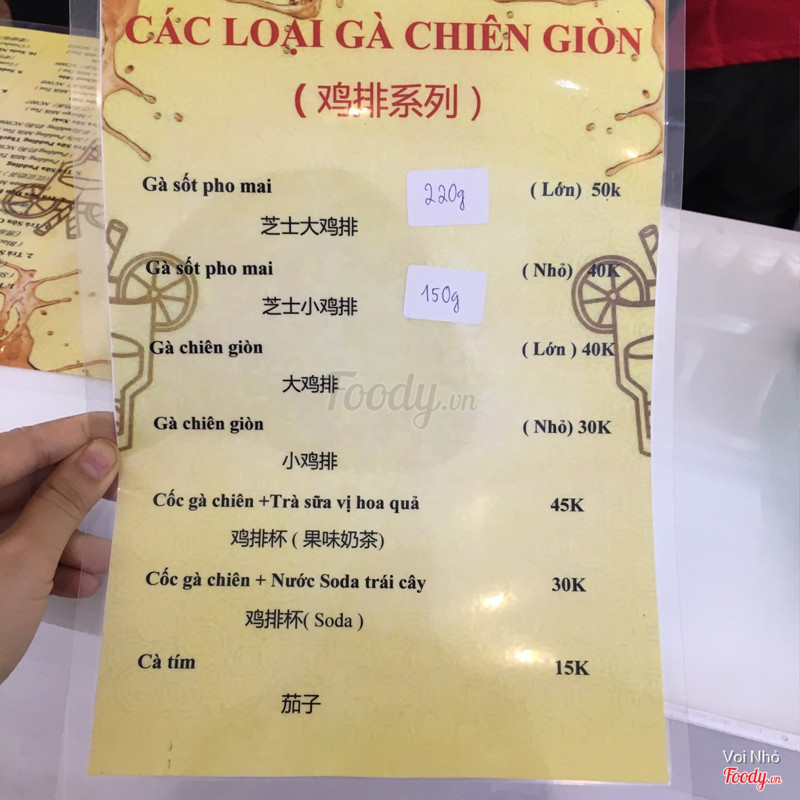 CÁC LOẠI GÀ CHIÊN GIÒN
( 鸡排系列 )
Gà sốt pho mai 220g ( Lớn) 50k
芝士大鸡排
Gà sốt pho mai 150g ( Nhỏ) 40K
芝士小鸡排
Gà chiên giòn ( Lớn ) 40K
大鸡排
Foody.vn
Gà chiên giòn ( Nhỏ) 30K
小鸡排
Cốc gà chiên +Trà sữa vị hoa quả 45K
鸡排杯 ( 果味奶茶)
Cốc gà chiên + Nước Soda trái cây 30K
鸡排杯( Soda )
Cà tím 15K
茄子
Voi Nhỏ
Foody.vn